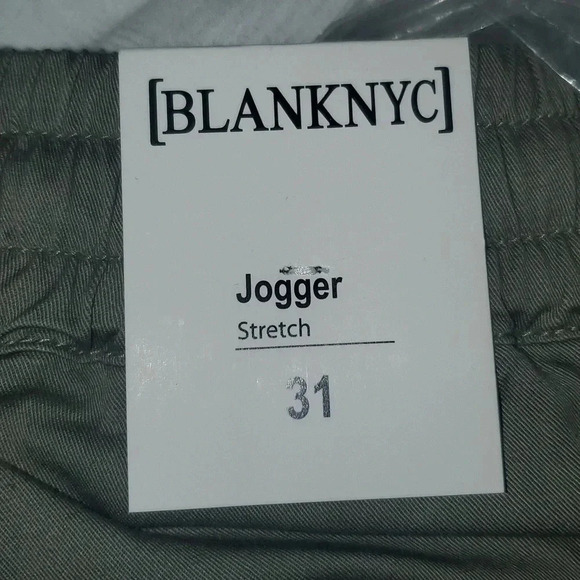 [BLANKNYC]
Jogger
Stretch
31